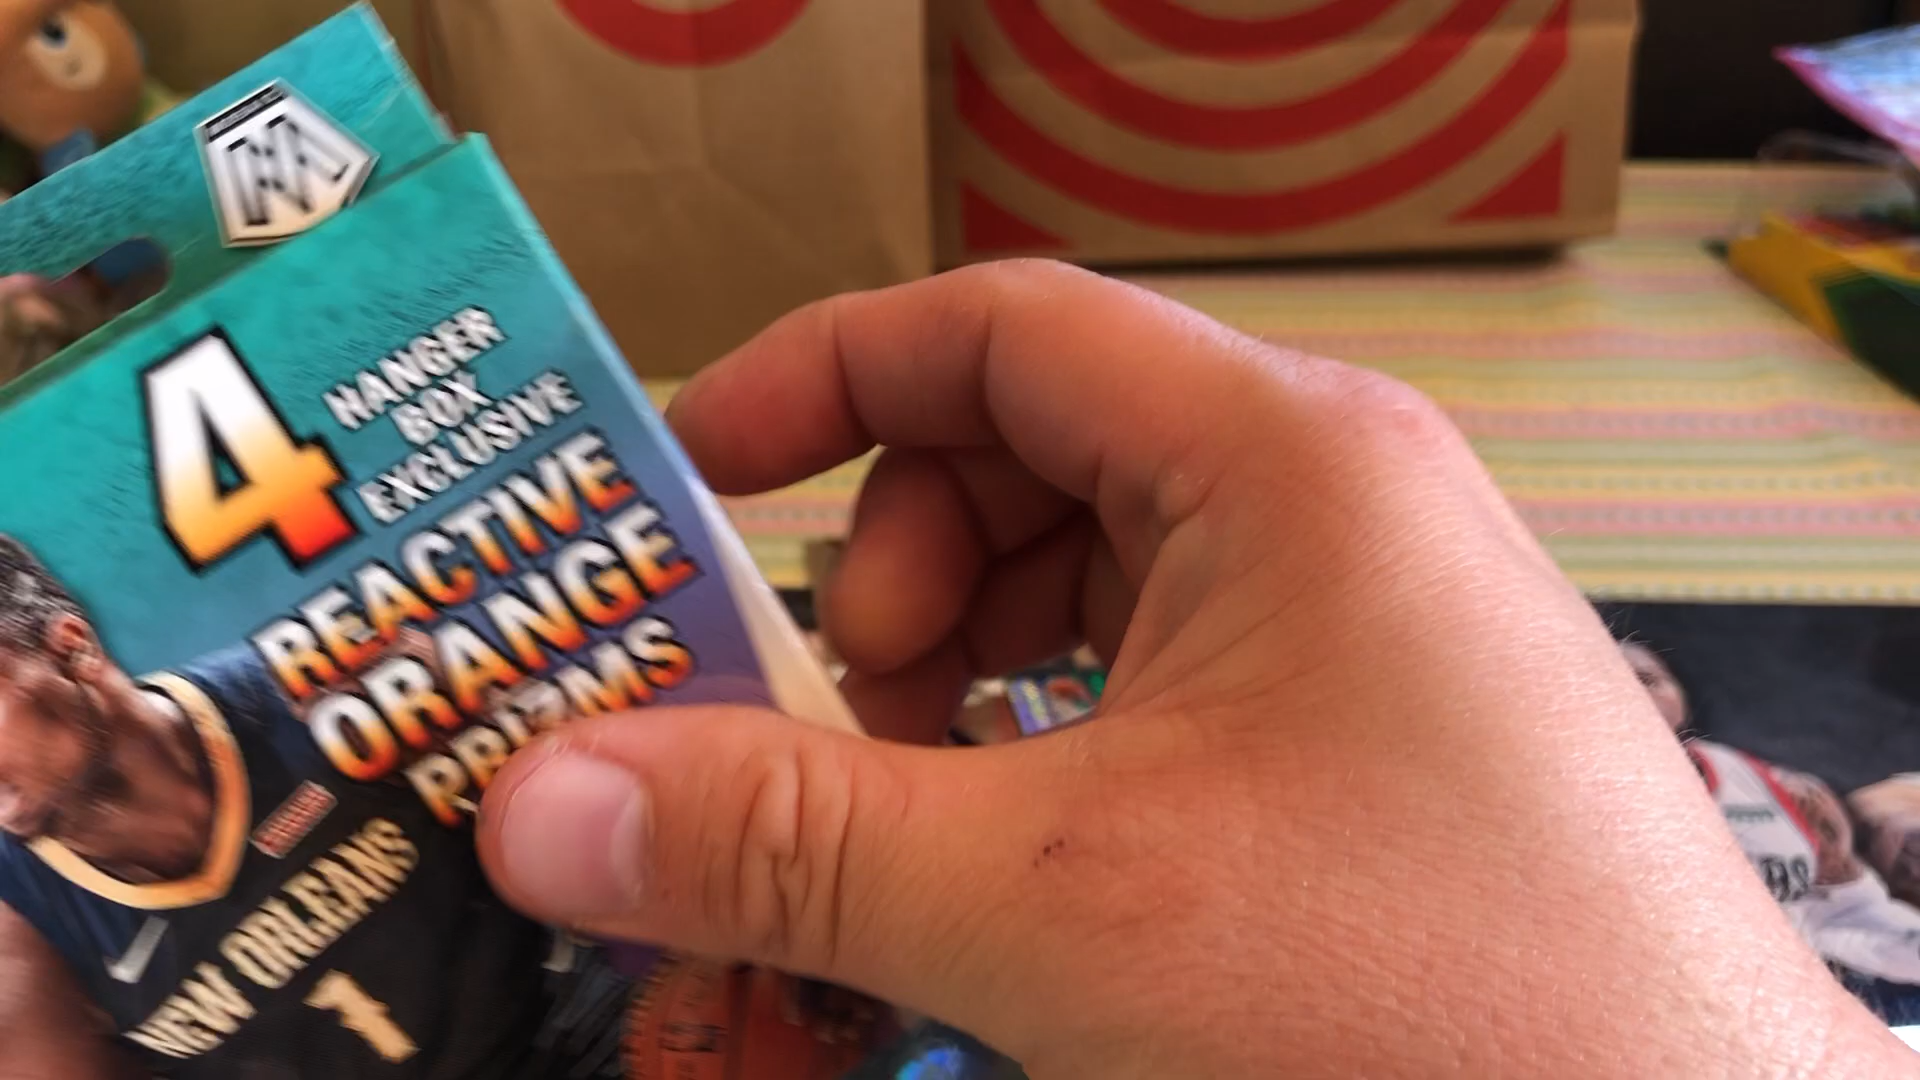 4
HANGER
BOX
EXCLUSIVE
REACTIVE
ORANGE
PRIZMS
NEW ORLEANS
1